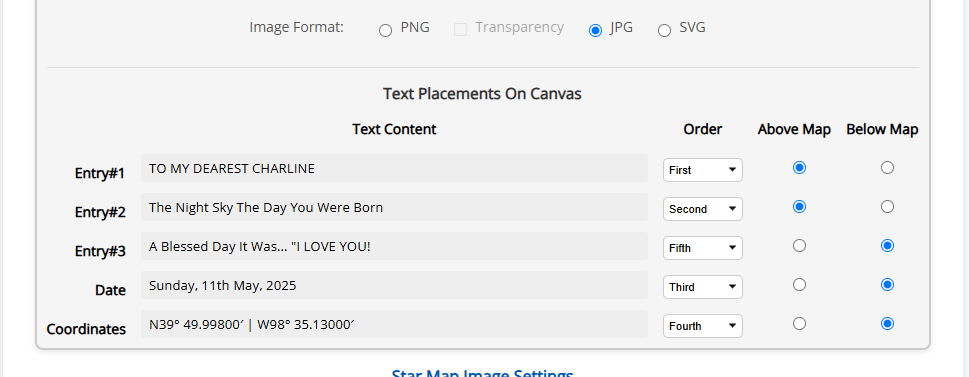 Image Format: PNG Transparency JPG SVG
Text Placements On Canvas
Text Content Order Above Map Below Map
Entry#1 TO MY DEAREST CHARLINE First
Entry#2 The Night Sky The Day You Were Born Second
Entry#3 A Blessed Day It Was... "I LOVE YOU! Fifth
Date Sunday, 11th May, 2025 Third
Coordinates N39° 49.99800′ | W98° 35.13000′ Fourth
Star Map Image Settings